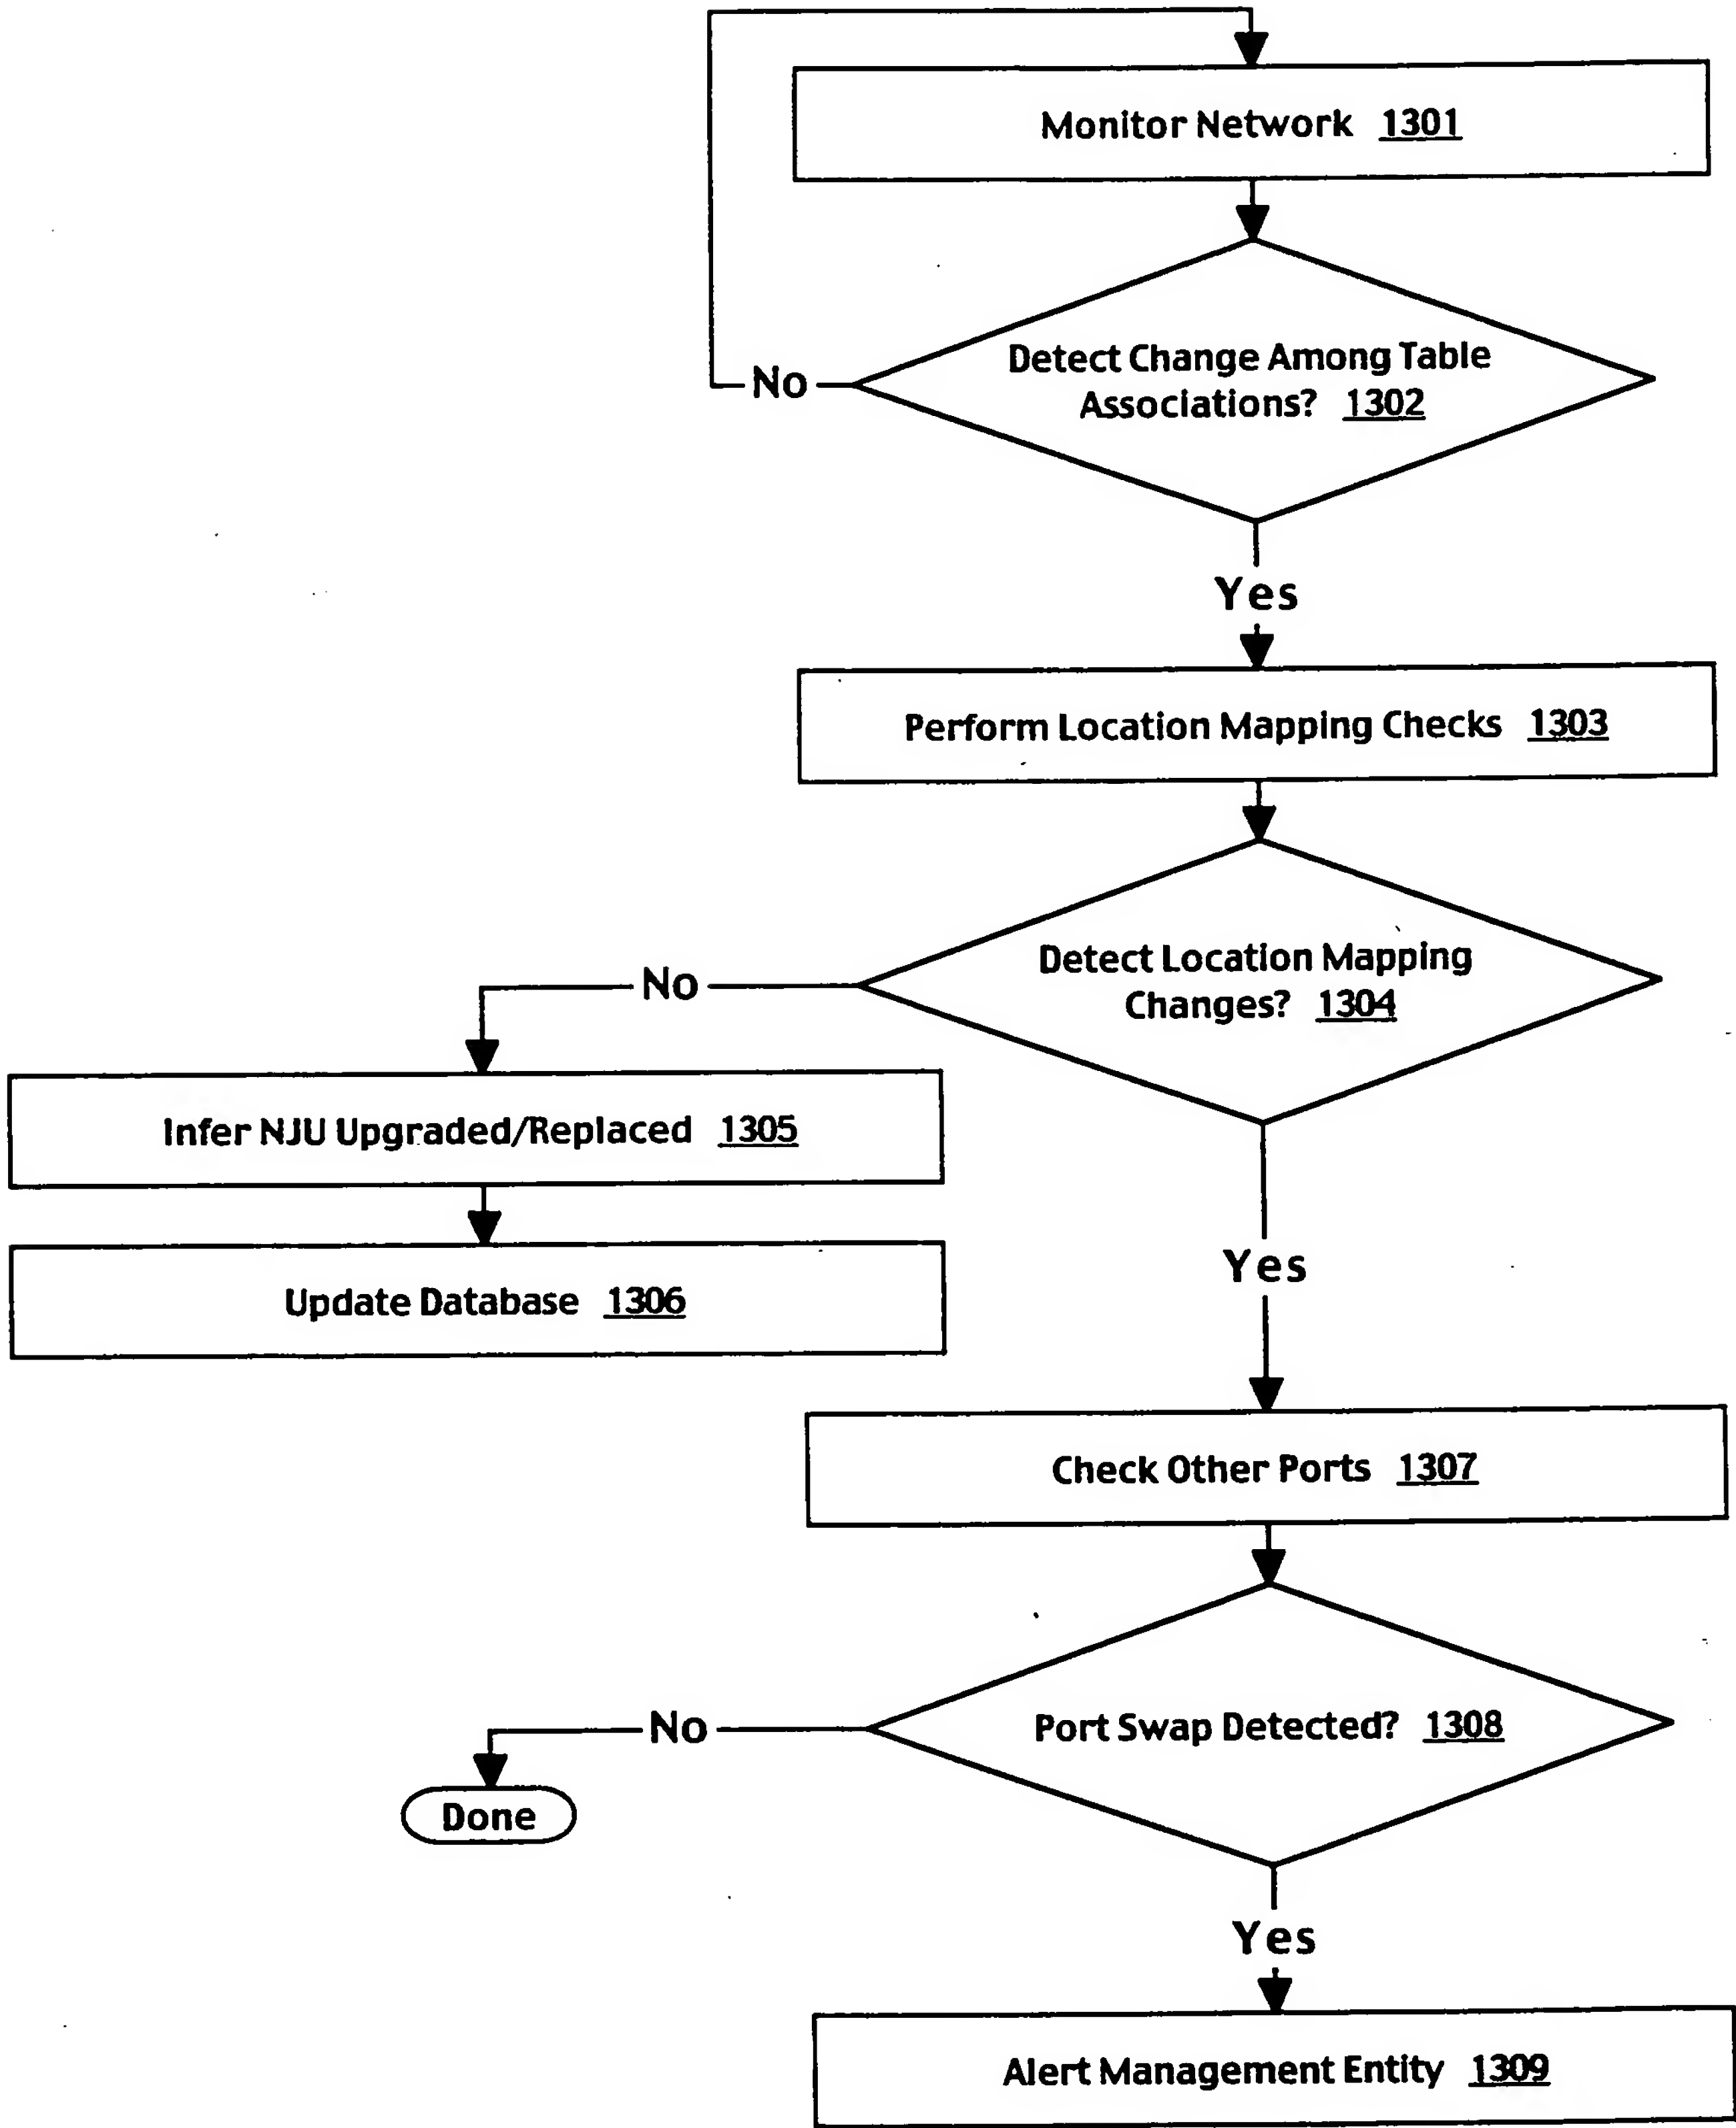 Monitor Network 1301
Detect Change Among Table
Associations? 1302
No
Yes
Perform Location Mapping Checks 1303
Detect Location Mapping
Changes? 1304
No
Infer NJU Upgraded/Replaced 1305
Update Database 1306
Yes
Check Other Ports 1307
Port Swap Detected? 1308
No
Done
Yes
Alert Management Entity 1309